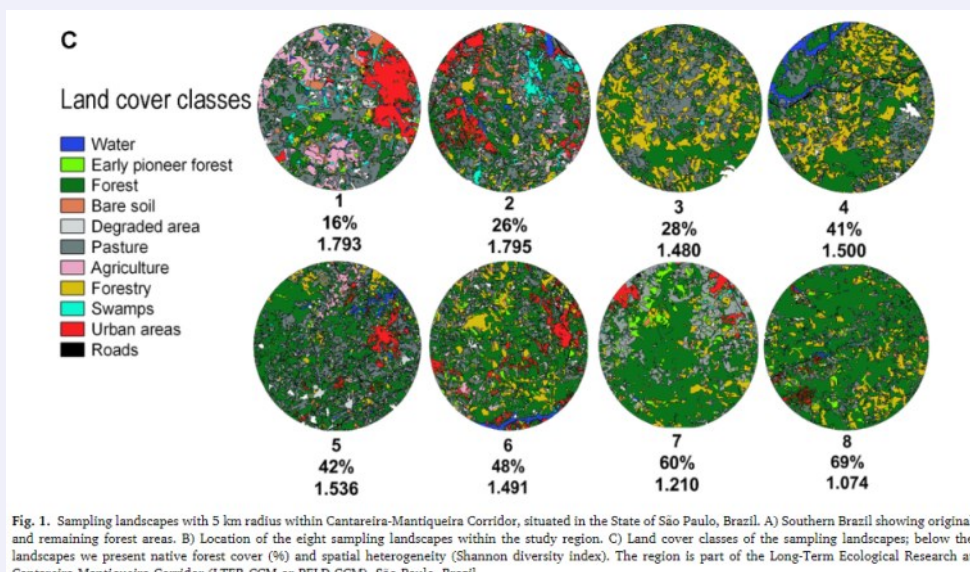 C
Land cover classes
Water
Early pioneer forest
Forest
Bare soil
Degraded area
Pasture
Agriculture
Forestry
Swamps
Urban areas
Roads
1
16%
1.793
2
26%
1.795
3
28%
1.480
4
41%
1.500
5
42%
1.536
6
48%
1.491
7
60%
1.210
8
69%
1.074
Fig. 1. Sampling landscapes with 5 km radius within Cantareira-Mantiqueira Corridor, situated in the State of São Paulo, Brazil. A) Southern Brazil showing original
and remaining forest areas. B) Location of the eight sampling landscapes within the study region. C) Land cover classes of the sampling landscapes; below the
landscapes we present native forest cover (%) and spatial heterogeneity (Shannon diversity index). The region is part of the Long-Term Ecological Research